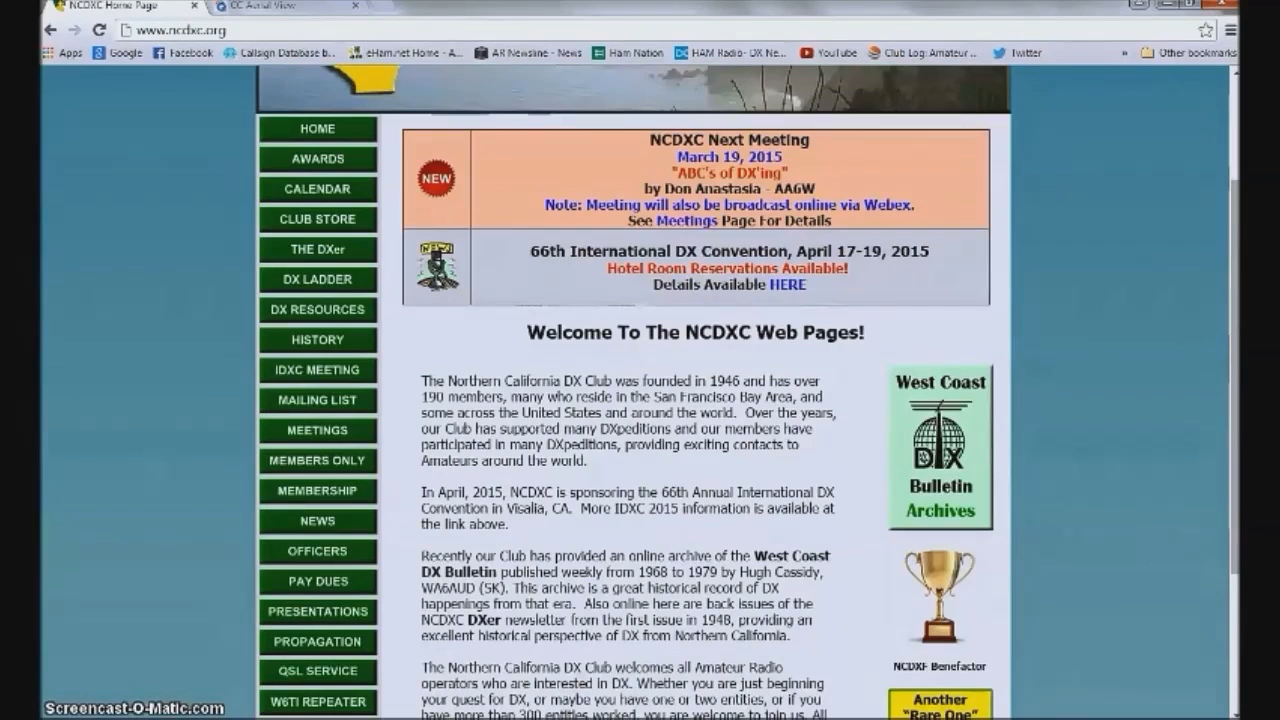 NCDXC Home Page
CC Aerial View
www.ncdxc.org
Apps Google Facebook Callsign Database b... eHam.net Home - A... AR Newsline - News Ham Nation HAM Radio- DX Ne... YouTube Club Log: Amateur ... Twitter » Other bookmarks
HOME
AWARDS
CALENDAR
CLUB STORE
THE DXer
DX LADDER
DX RESOURCES
HISTORY
IDXC MEETING
MAILING LIST
MEETINGS
MEMBERS ONLY
MEMBERSHIP
NEWS
OFFICERS
PAY DUES
PRESENTATIONS
PROPAGATION
QSL SERVICE
W6TI REPEATER
NEW
NCDXC Next Meeting
March 19, 2015
"ABC's of DX'ing"
by Don Anastasia - AA6W
Note: Meeting will also be broadcast online via Webex.
See Meetings Page For Details
NEWS
66th International DX Convention, April 17-19, 2015
Hotel Room Reservations Available!
Details Available HERE
Welcome To The NCDXC Web Pages!
The Northern California DX Club was founded in 1946 and has over
190 members, many who reside in the San Francisco Bay Area, and
some across the United States and around the world. Over the years,
our Club has supported many DXpeditions and our members have
participated in many DXpeditions, providing exciting contacts to
Amateurs around the world.
In April, 2015, NCDXC is sponsoring the 66th Annual International DX
Convention in Visalia, CA. More IDXC 2015 information is available at
the link above.
Recently our Club has provided an online archive of the West Coast
DX Bulletin published weekly from 1968 to 1979 by Hugh Cassidy,
WA6AUD (SK). This archive is a great historical record of DX
happenings from that era. Also online here are back issues of the
NCDXC DXer newsletter from the first issue in 1948, providing an
excellent historical perspective of DX from Northern California.
The Northern California DX Club welcomes all Amateur Radio
operators who are interested in DX. Whether you are just beginning
your quest for DX, or maybe you have one or two entities, or if you
have more than 300 entities worked, you are welcome to join us. All
West Coast
DX
Bulletin
Archives
NCDXF Benefactor
Another
"Rare One"
Screencast-O-Matic.com